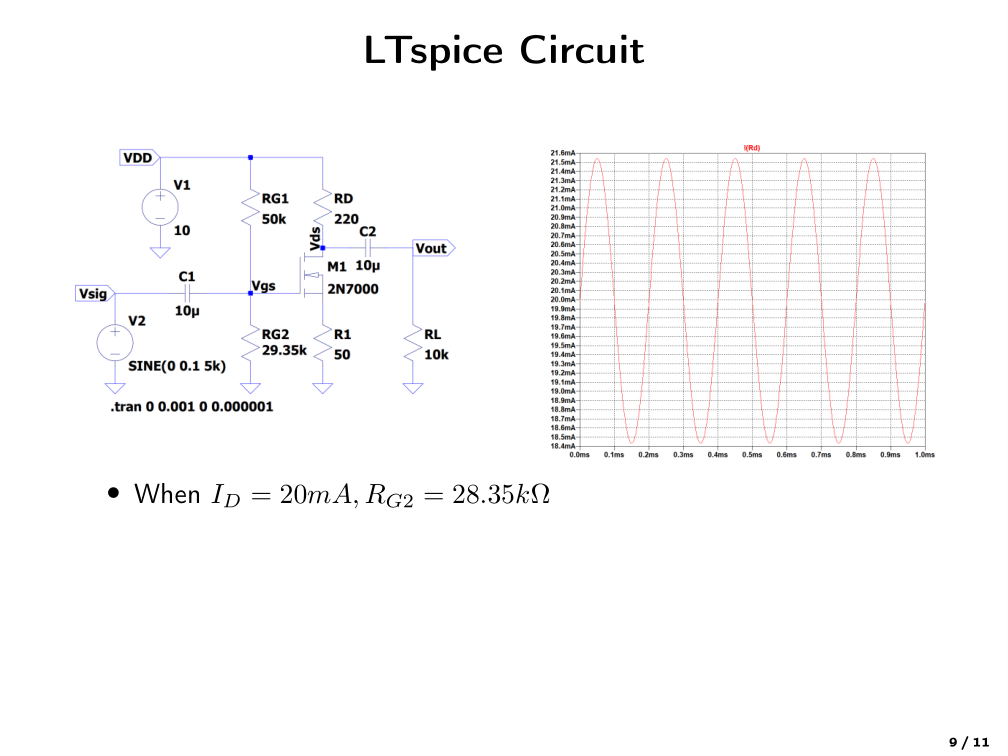 LTspice Circuit
VDD
V1
10
RG1
50k
RD
220
Vds
C2
10µ
Vout
M1
2N7000
C1
10µ
Vsig
Vgs
V2
SINE(0 0.1 5k)
RG2
29.35k
R1
50
RL
10k
.tran 0 0.001 0 0.000001
I(Rd)
21.6mA
21.5mA
21.4mA
21.3mA
21.2mA
21.1mA
21.0mA
20.9mA
20.8mA
20.7mA
20.6mA
20.5mA
20.4mA
20.3mA
20.2mA
20.1mA
20.0mA
19.9mA
19.8mA
19.7mA
19.6mA
19.5mA
19.4mA
19.3mA
19.2mA
19.1mA
19.0mA
18.9mA
18.8mA
18.7mA
18.6mA
18.5mA
18.4mA
0.0ms 0.1ms 0.2ms 0.3ms 0.4ms 0.5ms 0.6ms 0.7ms 0.8ms 0.9ms 1.0ms
• When I_D = 20mA, R_G2 = 28.35kΩ
9 / 11